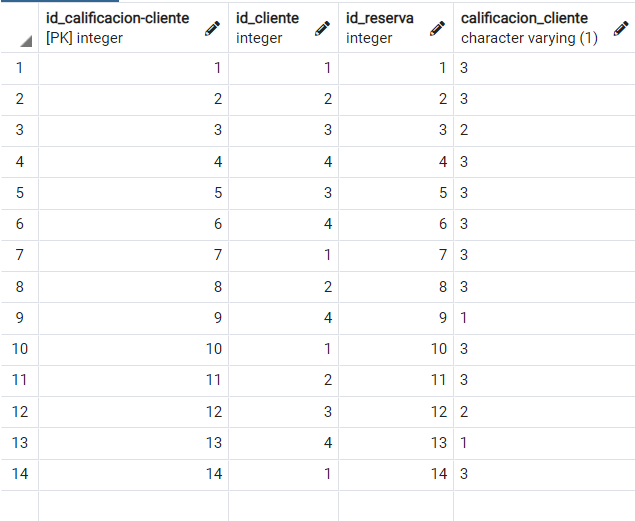 id_calificacion-cliente id_cliente id_reserva calificacion_cliente
[PK] integer integer integer character varying (1)
1 1 1 1 3
2 2 2 2 3
3 3 3 3 2
4 4 4 4 3
5 5 3 5 3
6 6 4 6 3
7 7 1 7 3
8 8 2 8 3
9 9 4 9 1
10 10 1 10 3
11 11 2 11 3
12 12 3 12 2
13 13 4 13 1
14 14 1 14 3